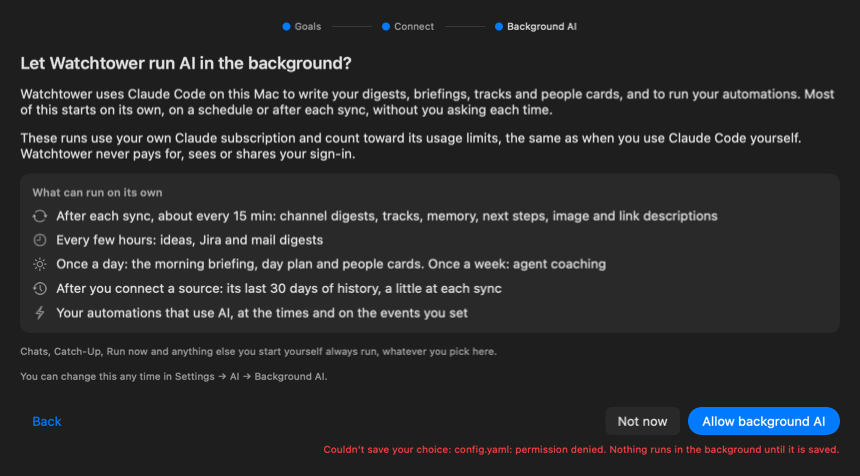 Goals
Connect
Background AI
Let Watchtower run AI in the background?
Watchtower uses Claude Code on this Mac to write your digests, briefings, tracks and people cards, and to run your automations. Most
of this starts on its own, on a schedule or after each sync, without you asking each time.
These runs use your own Claude subscription and count toward its usage limits, the same as when you use Claude Code yourself.
Watchtower never pays for, sees or shares your sign-in.
What can run on its own
After each sync, about every 15 min: channel digests, tracks, memory, next steps, image and link descriptions
Every few hours: ideas, Jira and mail digests
Once a day: the morning briefing, day plan and people cards. Once a week: agent coaching
After you connect a source: its last 30 days of history, a little at each sync
Your automations that use AI, at the times and on the events you set
Chats, Catch-Up, Run now and anything else you start yourself always run, whatever you pick here.
You can change this any time in Settings → AI → Background AI.
Back
Not now
Allow background AI
Couldn't save your choice: config.yaml: permission denied. Nothing runs in the background until it is saved.